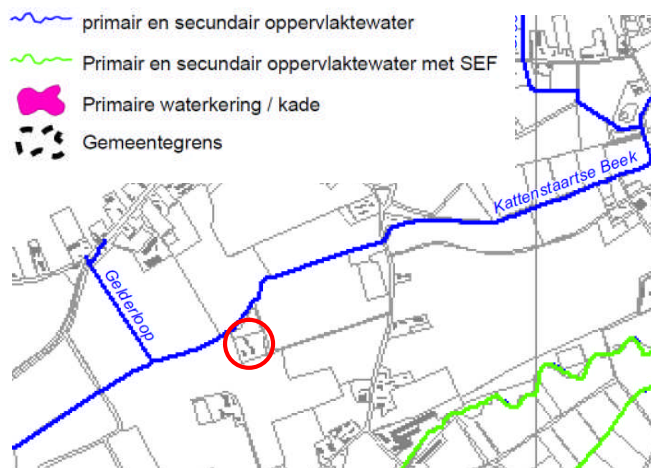 primair en secundair oppervlaktewater
Primair en secundair oppervlaktewater met SEF
Primaire waterkering / kade
Gemeentegrens
Kattenstaartse Beek
Gelderloop